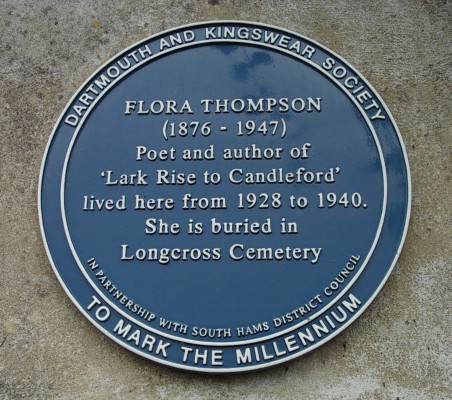 DARTMOUTH AND KINGSWEAR SOCIETY
FLORA THOMPSON
(1876 - 1947)
Poet and author of
'Lark Rise to Candleford'
lived here from 1928 to 1940.
She is buried in
Longcross Cemetery
IN PARTNERSHIP WITH SOUTH HAMS DISTRICT COUNCIL
TO MARK THE MILLENNIUM